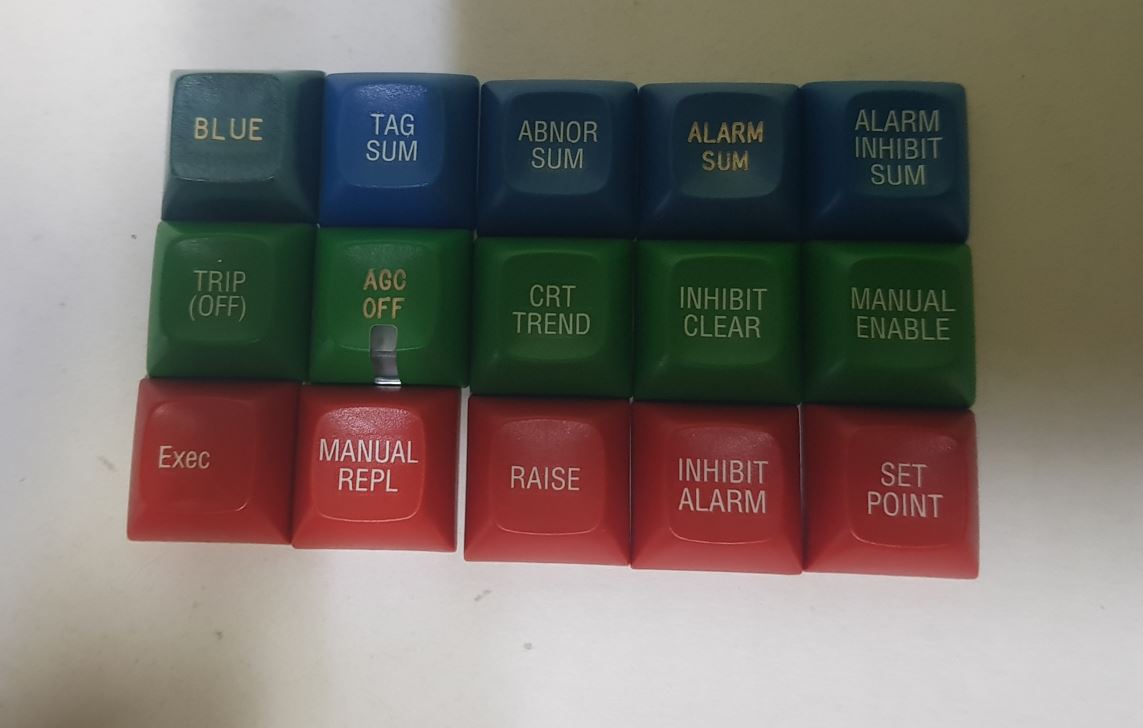 BLUE
TAG
SUM
ABNOR
SUM
ALARM
SUM
ALARM
INHIBIT
SUM
TRIP
(OFF)
AGC
OFF
CRT
TREND
INHIBIT
CLEAR
MANUAL
ENABLE
Exec
MANUAL
REPL
RAISE
INHIBIT
ALARM
SET
POINT